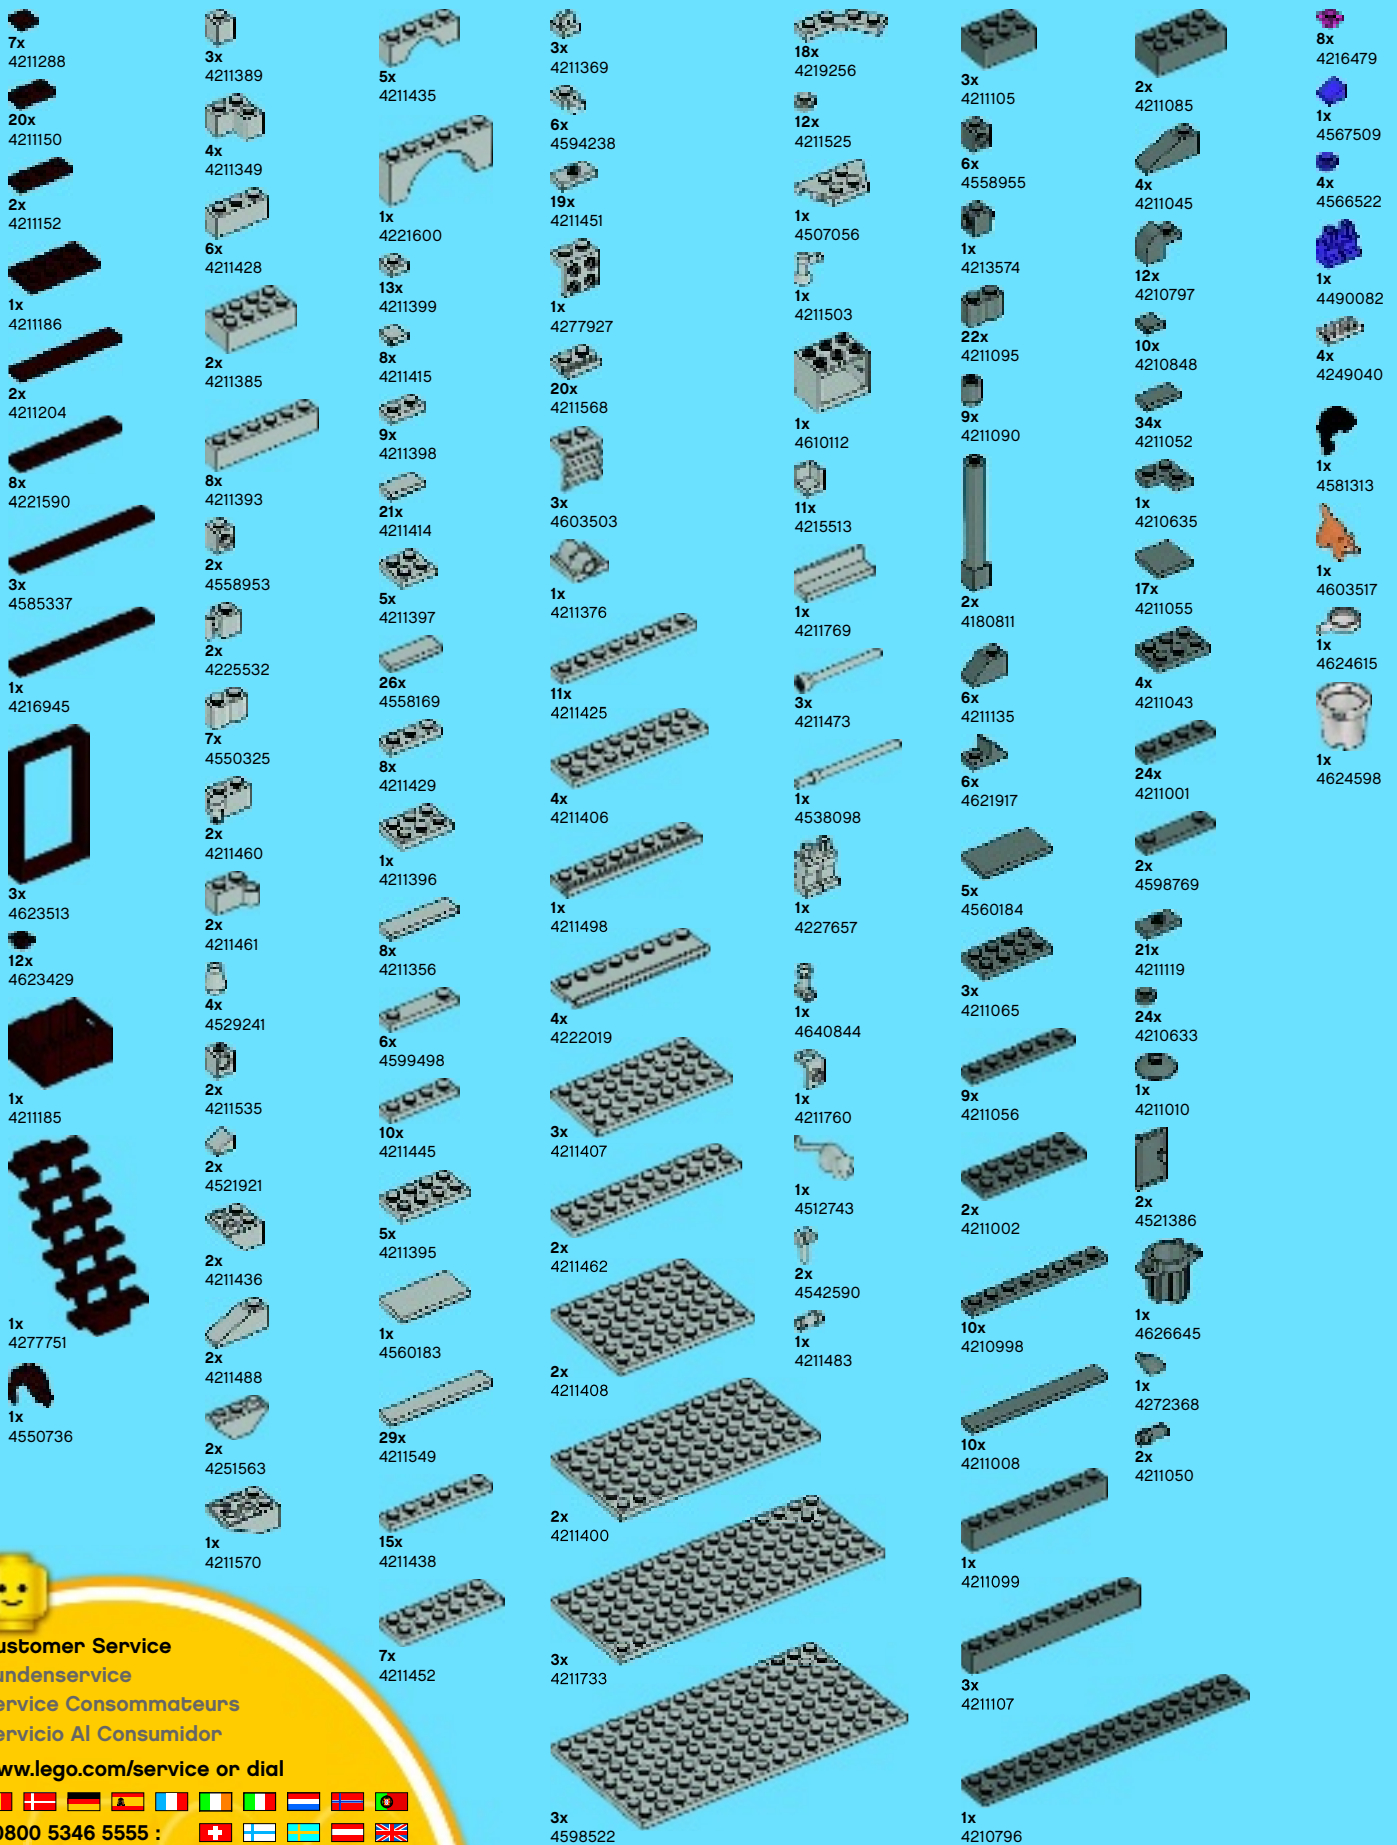 7x
4211288
20x
4211150
2x
4211152
1x
4211186
2x
4211204
8x
4221590
3x
4585337
1x
4216945
3x
4623513
12x
4623429
1x
4211185
1x
4277751
1x
4550736
3x
4211389
4x
4211349
6x
4211428
2x
4211385
8x
4211393
2x
4558953
2x
4225532
7x
4550325
2x
4211460
2x
4211461
4x
4529241
2x
4211535
2x
4521921
2x
4211436
2x
4211488
2x
4251563
1x
4211570
5x
4211435
1x
4221600
13x
4211399
8x
4211415
9x
4211398
21x
4211414
5x
4211397
26x
4558169
8x
4211429
1x
4211396
8x
4211356
6x
4599498
10x
4211445
5x
4211395
1x
4560183
29x
4211549
15x
4211438
7x
4211452
3x
4211369
6x
4594238
19x
4211451
1x
4277927
20x
4211568
3x
4603503
1x
4211376
11x
4211425
4x
4211406
1x
4211498
4x
4222019
3x
4211407
2x
4211462
2x
4211408
2x
4211400
3x
4211733
3x
4598522
18x
4219256
12x
4211525
1x
4507056
1x
4211503
1x
4610112
11x
4215513
1x
4211769
3x
4211473
1x
4538098
1x
4227657
1x
4640844
1x
4211760
1x
4512743
2x
4542590
1x
4211483
3x
4211105
6x
4558955
1x
4213574
22x
4211095
9x
4211090
2x
4180811
6x
4211135
6x
4621917
5x
4560184
3x
4211065
9x
4211056
2x
4211002
10x
4210998
10x
4211008
1x
4211099
3x
4211107
1x
4210796
2x
4211085
4x
4211045
12x
4210797
10x
4210848
34x
4211052
1x
4210635
17x
4211055
4x
4211043
24x
4211001
2x
4598769
21x
4211119
24x
4210633
1x
4211010
2x
4521386
1x
4626645
1x
4272368
2x
4211050
8x
4216479
1x
4567509
4x
4566522
1x
4490082
4x
4249040
1x
4581313
1x
4603517
1x
4624615
1x
4624598
ustomer Service
undenservice
ervice Consommateurs
ervicio Al Consumidor
ww.lego.com/service or dial
0800 5346 5555 :